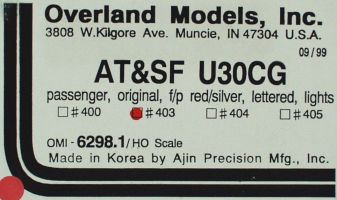 Overland Models, Inc.
3808 W.Kilgore Ave. Muncie, IN 47304 U.S.A.
09/99
AT&SF U30CG
passenger, original, f/p red/silver, lettered, lights
#400 #403 #404 #405
OMI - 6298.1/HO Scale
Made in Korea by Ajin Precision Mfg., Inc.